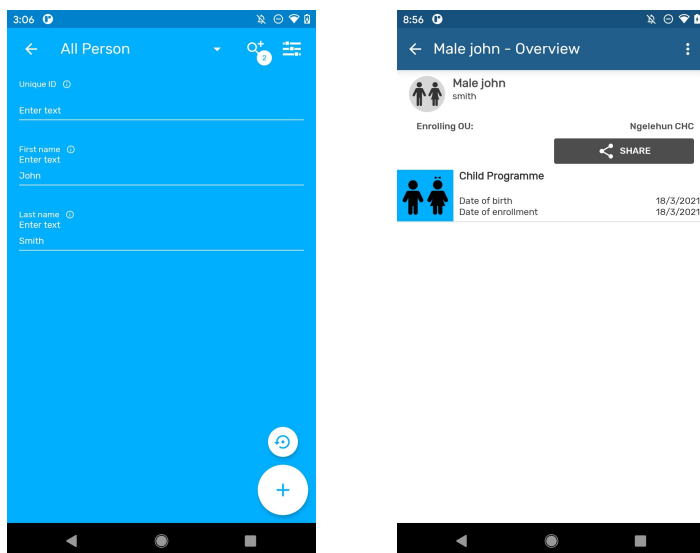 3:06
All Person
2
Unique ID
Enter text
First name
Enter text
John
Last name
Enter text
Smith
8:56
Male john - Overview
Male john
smith
Enrolling OU: Ngelehun CHC
SHARE
Child Programme
Date of birth 18/3/2021
Date of enrollment 18/3/2021